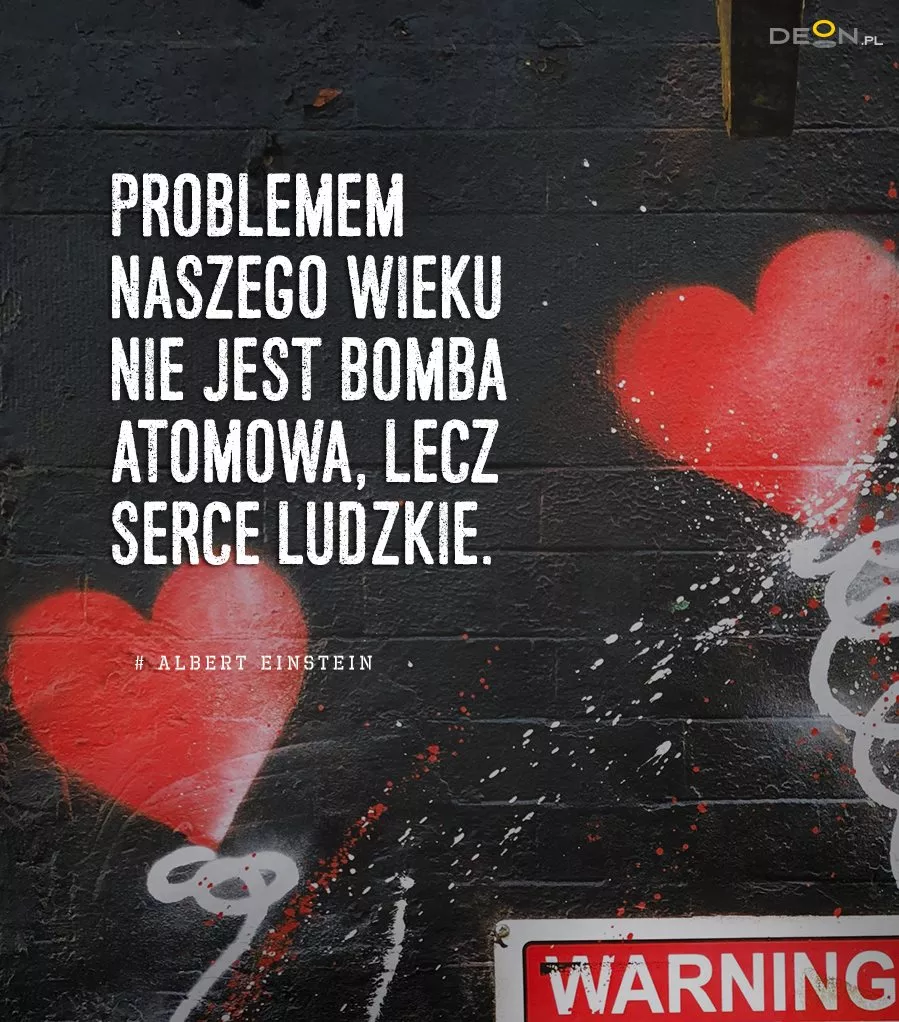 DEON.PL
PROBLEMEM
NASZEGO WIEKU
NIE JEST BOMBA
ATOMOWA, LECZ
SERCE LUDZKIE.
# ALBERT EINSTEIN
WARNING